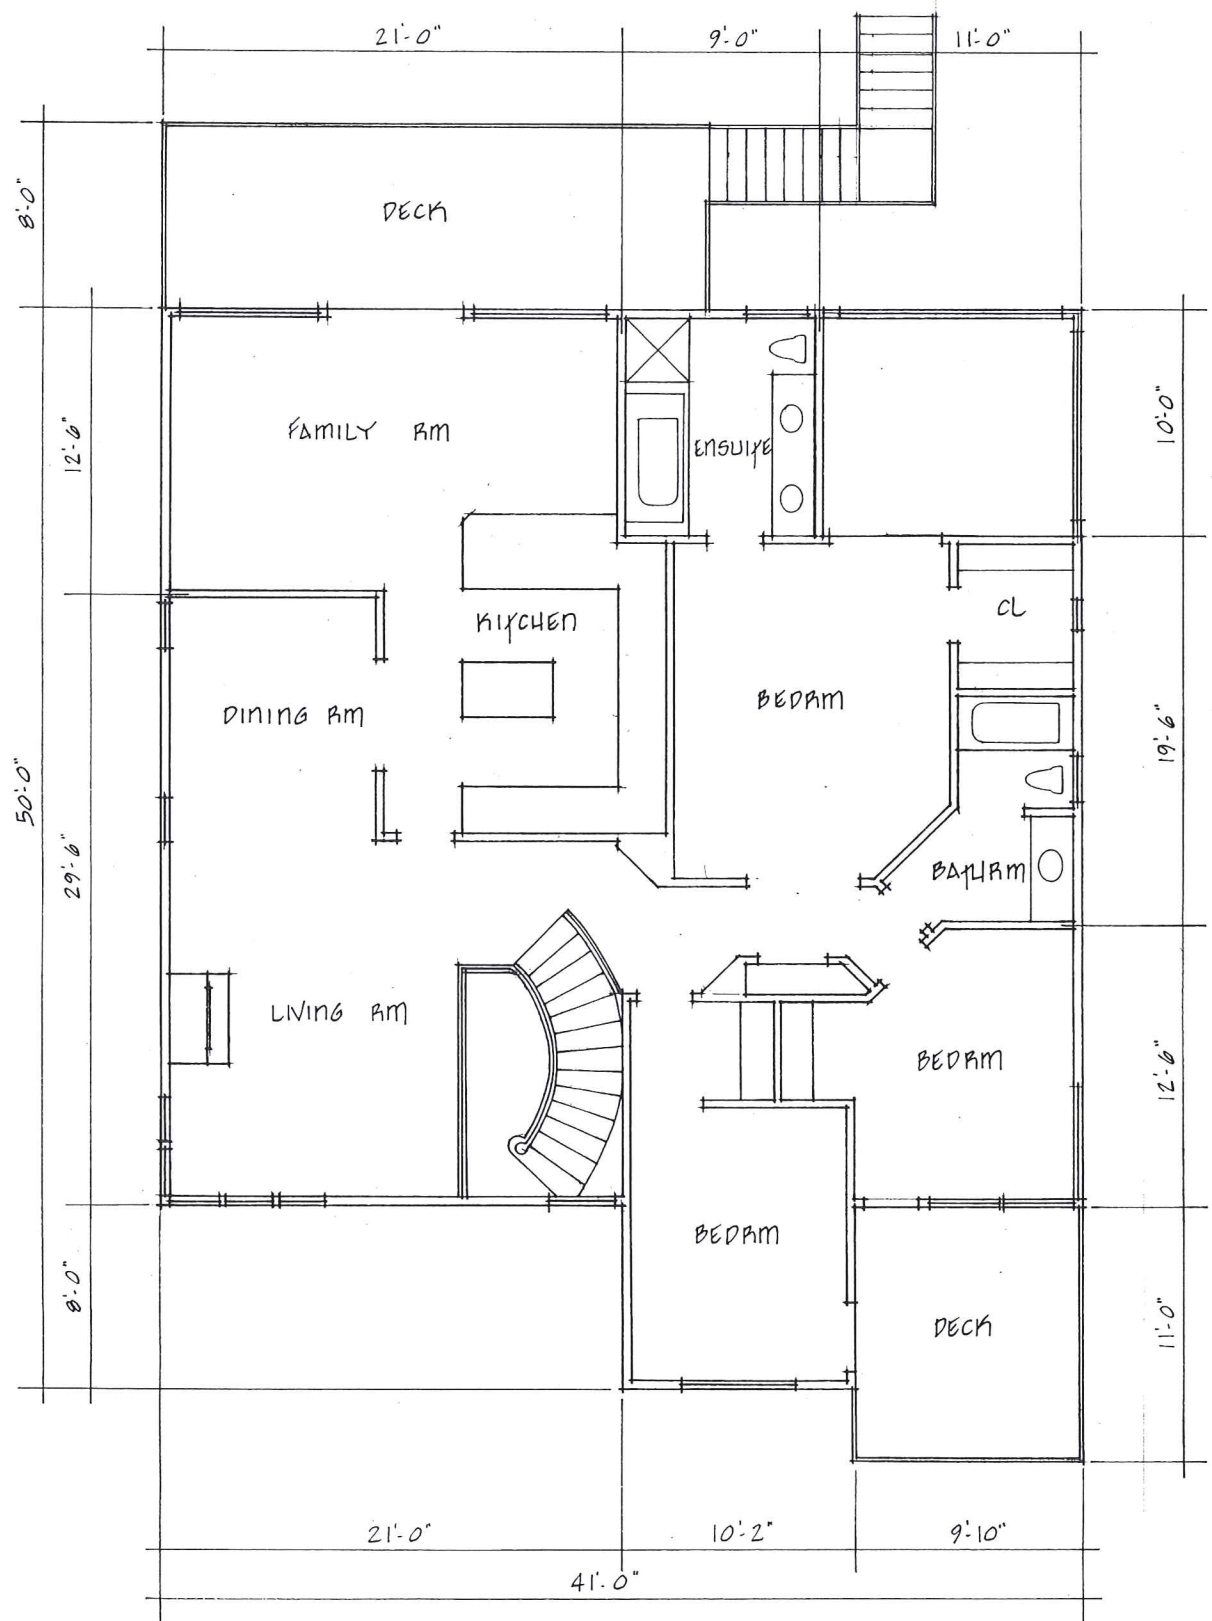 21'-0"
9'-0"
11'-0"
8'-0"
DECK
12'-6"
FAMILY RM
ENSUITE
10'-0"
KITCHEN
CL
DINING RM
BEDRM
19'-6"
50'-0"
29'-6"
BATHRM
LIVING RM
BEDRM
12'-6"
BEDRM
8'-0"
DECK
11'-0"
21'-0"
10'-2"
9'-10"
41'-0"